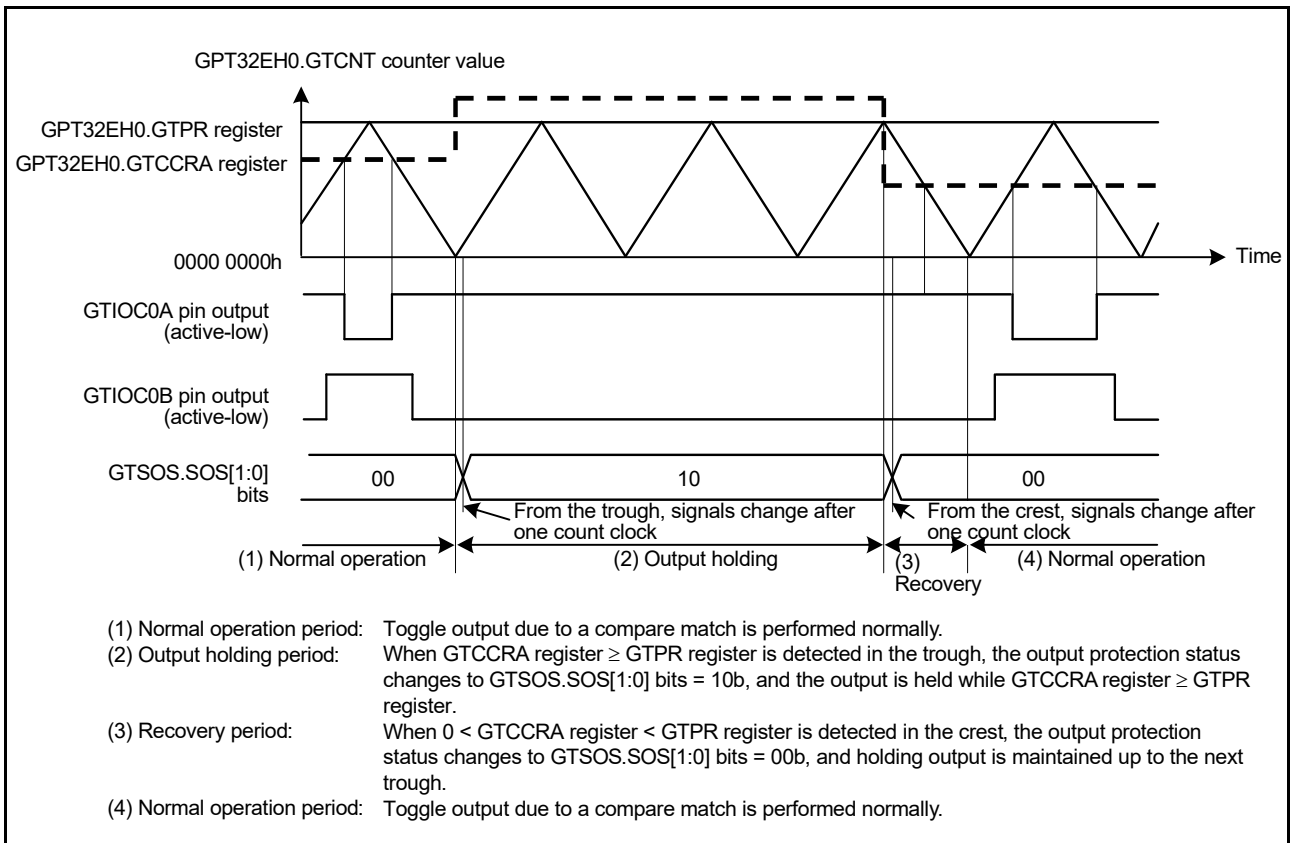 GPT32EH0.GTCNT counter value
GPT32EH0.GTPR register
GPT32EH0.GTCCRA register
0000 0000h
Time
GTIOC0A pin output
(active-low)
GTIOC0B pin output
(active-low)
GTSOS.SOS[1:0]
bits
00
10
00
From the trough, signals change after
one count clock
From the crest, signals change after
one count clock
(1) Normal operation
(2) Output holding
(3)
Recovery
(4) Normal operation
(1) Normal operation period: Toggle output due to a compare match is performed normally.
(2) Output holding period: When GTCCRA register ≥ GTPR register is detected in the trough, the output protection status
changes to GTSOS.SOS[1:0] bits = 10b, and the output is held while GTCCRA register ≥ GTPR
register.
(3) Recovery period: When 0 < GTCCRA register < GTPR register is detected in the crest, the output protection
status changes to GTSOS.SOS[1:0] bits = 00b, and holding output is maintained up to the next
trough.
(4) Normal operation period: Toggle output due to a compare match is performed normally.